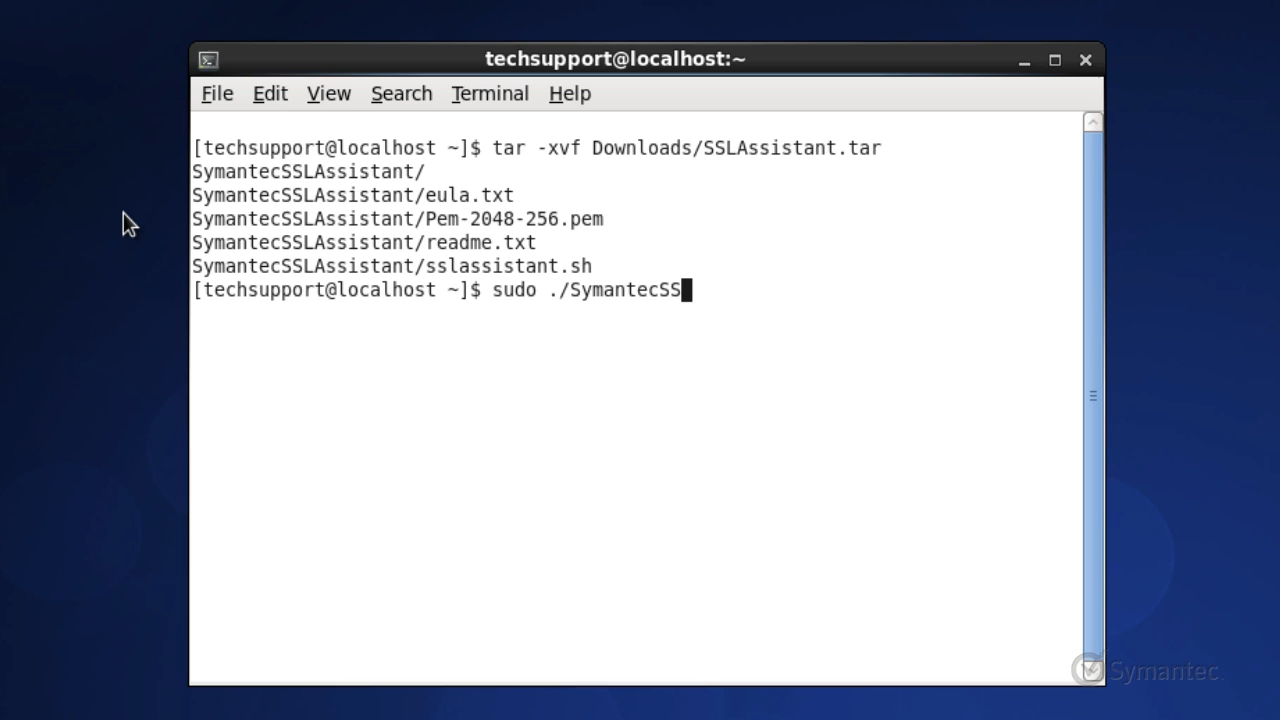 techsupport@localhost:~
File Edit View Search Terminal Help
[techsupport@localhost ~]$ tar -xvf Downloads/SSLAssistant.tar
SymantecSSLAssistant/
SymantecSSLAssistant/eula.txt
SymantecSSLAssistant/Pem-2048-256.pem
SymantecSSLAssistant/readme.txt
SymantecSSLAssistant/sslassistant.sh
[techsupport@localhost ~]$ sudo ./SymantecSS
Symantec.